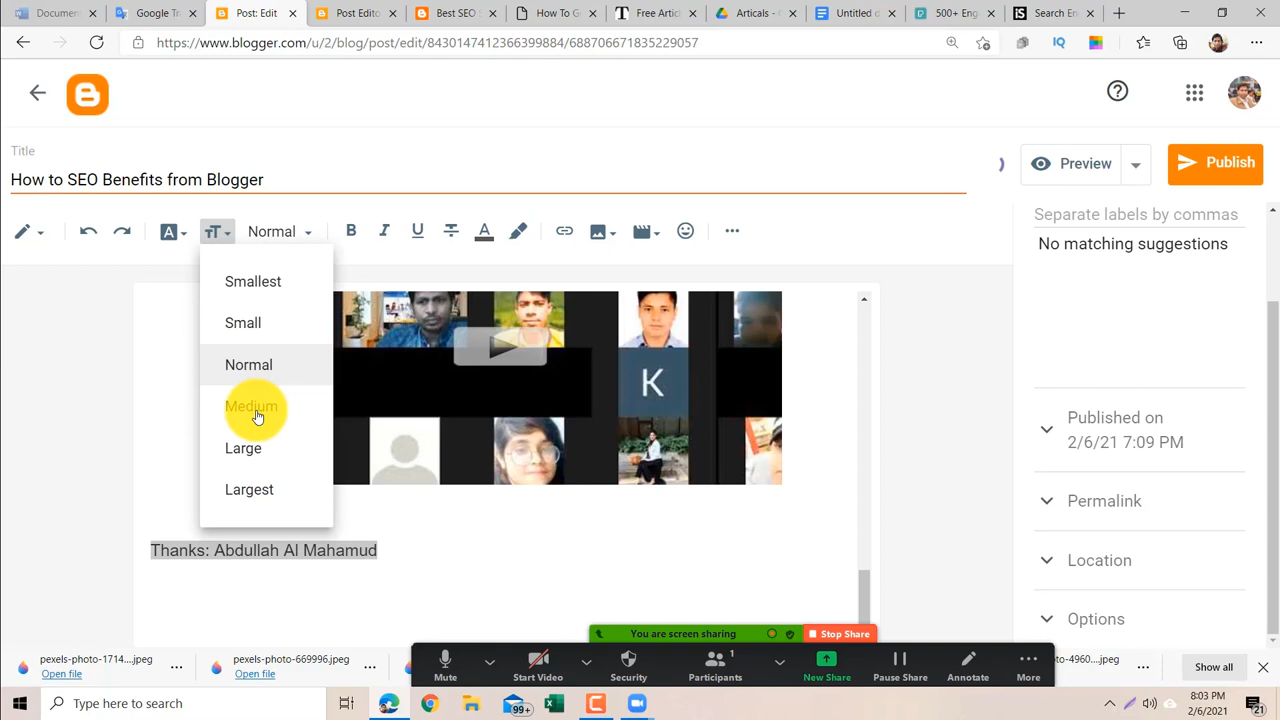 Documen
Google Tr
Post: Edit
Post Edito
Best SEO S
How To G
Free Artic
Articals - G
Untitled d
500+ Eng
Search En
https://www.blogger.com/u/2/blog/post/edit/8430147412366399884/688706671835229057
IQ
Title
How to SEO Benefits from Blogger
Preview
Publish
Normal
Separate labels by commas
No matching suggestions
Smallest
Small
Normal
Medium
Large
Largest
K
Published on
2/6/21 7:09 PM
Permalink
Location
Options
Thanks: Abdullah Al Mahamud
You are screen sharing
Stop Share
pexels-photo-1714....jpeg
Open file
pexels-photo-669996.jpeg
Open file
Mute
Start Video
Security
Participants
1
New Share
Pause Share
Annotate
More
-photo-4960....jpeg
Show all
Type here to search
99+
8:03 PM
2/6/2021
21